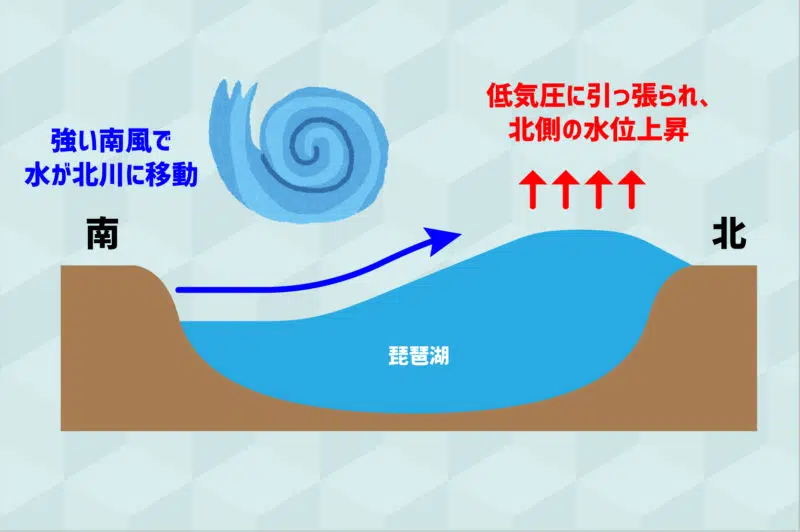 強い南風で
水が北川に移動
低気圧に引っ張られ、
北側の水位上昇
南
北
琵琶湖